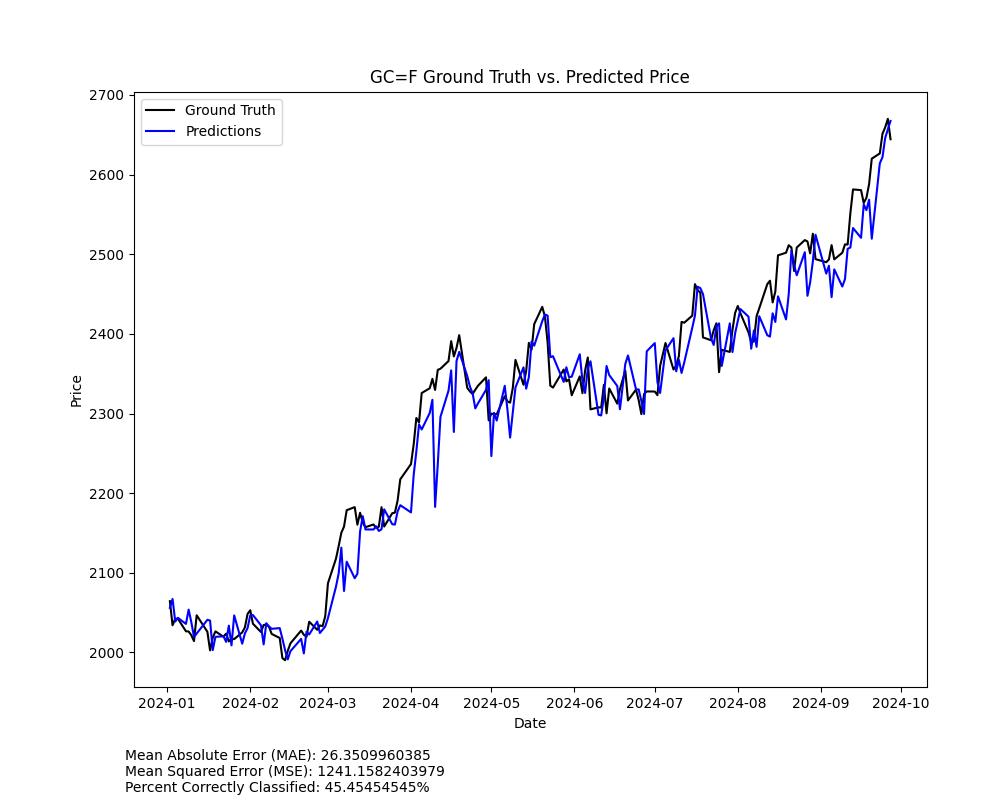 GC=F Ground Truth vs. Predicted Price
Ground Truth
Predictions
2700
2600
2500
2400
2300
2200
2100
2000
Price
2024-01 2024-02 2024-03 2024-04 2024-05 2024-06 2024-07 2024-08 2024-09 2024-10
Date
Mean Absolute Error (MAE): 26.3509960385
Mean Squared Error (MSE): 1241.1582403979
Percent Correctly Classified: 45.45454545%